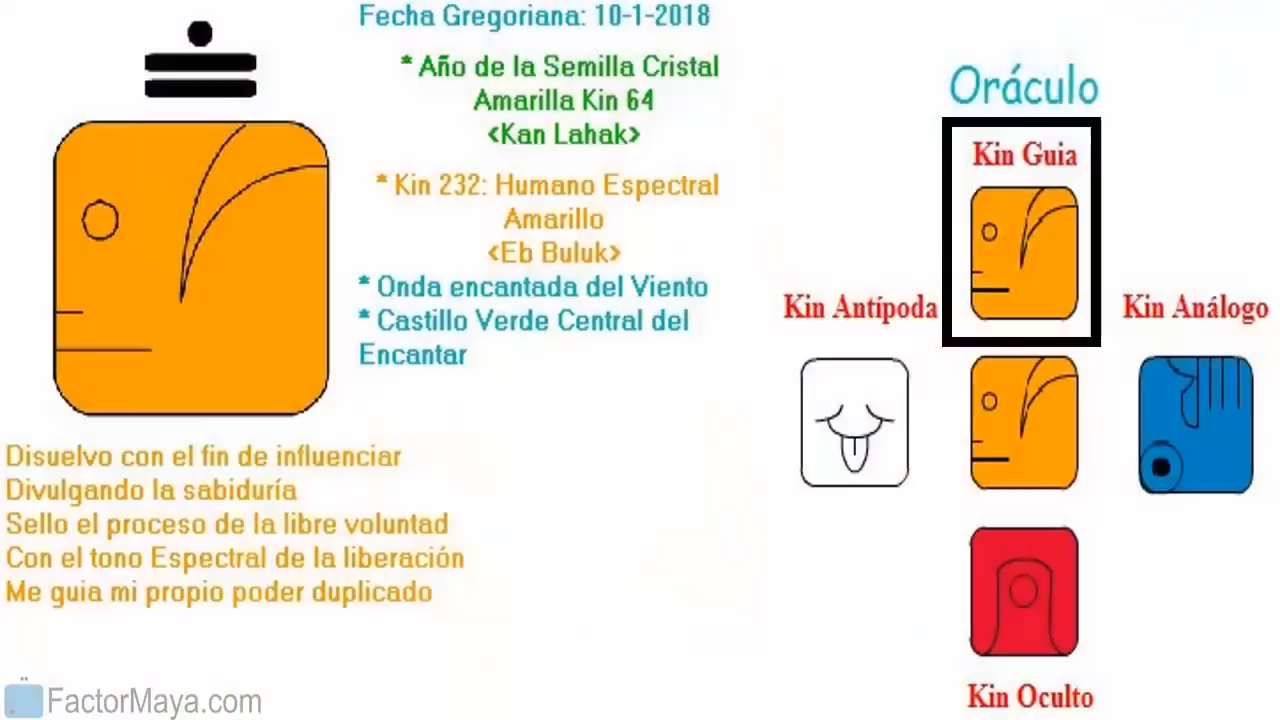 Fecha Gregoriana: 10-1-2018
* Año de la Semilla Cristal
Amarilla Kin 64
<Kan Lahak>
* Kin 232: Humano Espectral
Amarillo
<Eb Buluk>
* Onda encantada del Viento
* Castillo Verde Central del
Encantar
Disuelvo con el fin de influenciar
Divulgando la sabiduría
Sello el proceso de la libre voluntad
Con el tono Espectral de la liberación
Me guia mi propio poder duplicado
Oráculo
Kin Guia
Kin Antípoda
Kin Análogo
Kin Oculto
FactorMaya.com